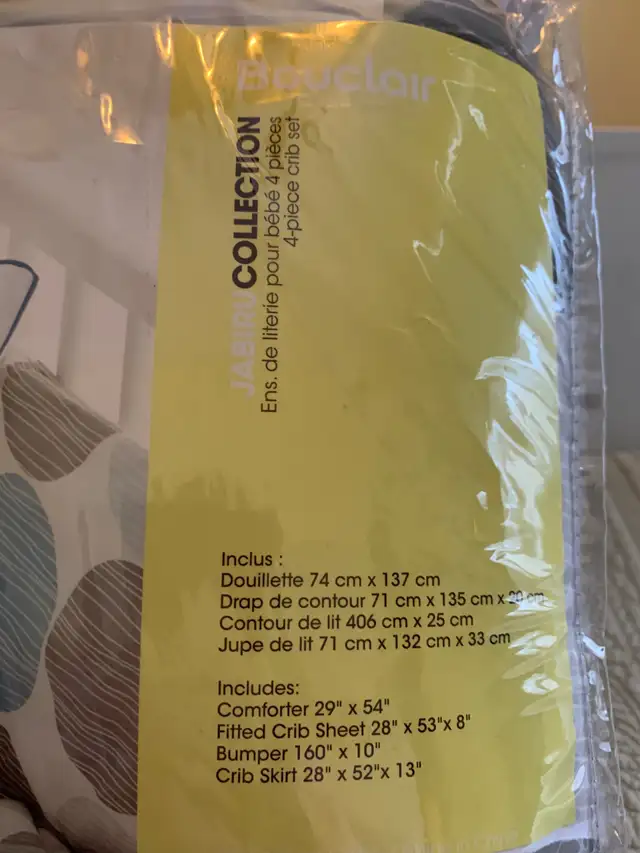 Bouclair
JABIRU COLLECTION
Ens. de literie pour bébé 4 pièces
4-piece crib set
Inclus :
Douillette 74 cm x 137 cm
Drap de contour 71 cm x 135 cm x 20 cm
Contour de lit 406 cm x 25 cm
Jupe de lit 71 cm x 132 cm x 33 cm
Includes:
Comforter 29" x 54"
Fitted Crib Sheet 28" x 53"x 8"
Bumper 160" x 10"
Crib Skirt 28" x 52"x 13"